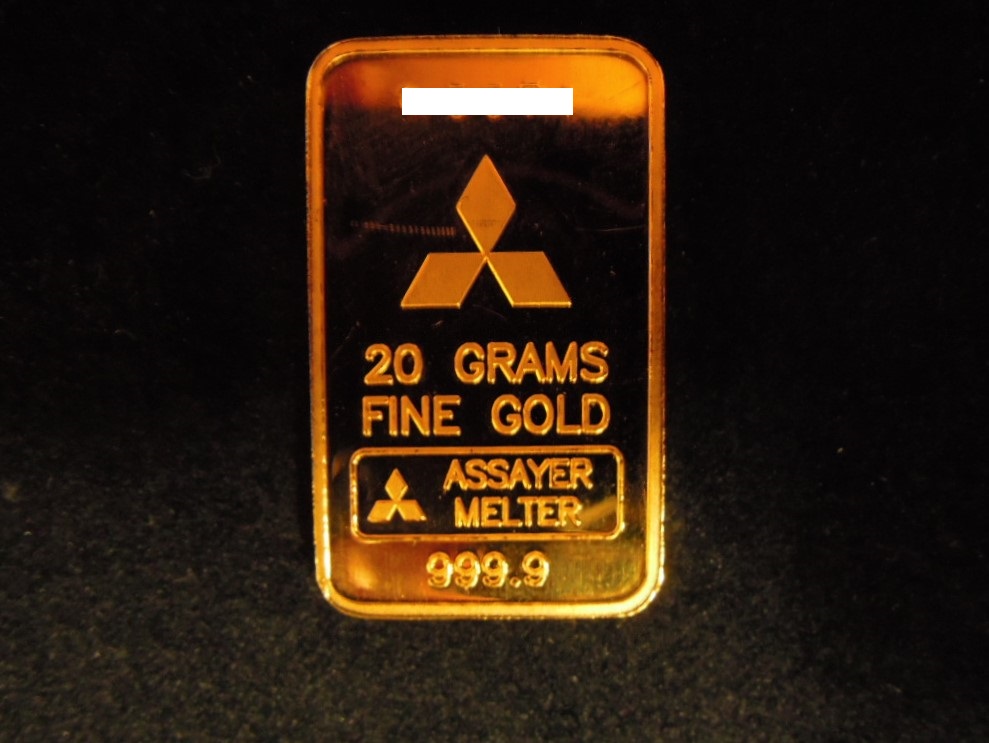 20 GRAMS
FINE GOLD
ASSAYER
MELTER
999.9